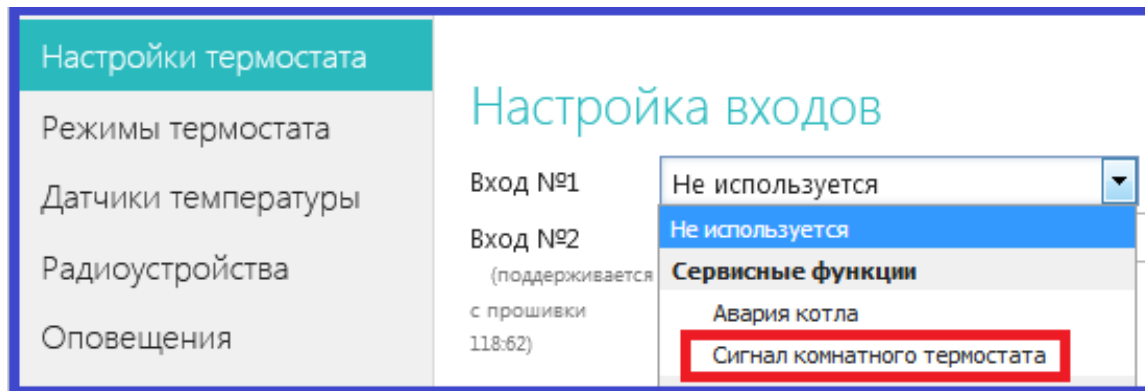 Настройки термостата
Режимы термостата
Датчики температуры
Радиоустройства
Оповещения
Настройка входов
Вход №1
Не используется
Вход №2
(поддерживается
с прошивки
118:62)
Не используется
Сервисные функции
Авария котла
Сигнал комнатного термостата